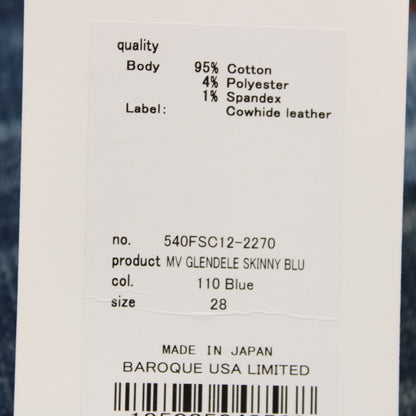 quality
Body 95% Cotton
4% Polyester
1% Spandex
Label: Cowhide leather
no. 540FSC12-2270
product MV GLENDELE SKINNY BLU
col. 110 Blue
size 28
MADE IN JAPAN
BAROQUE USA LIMITED